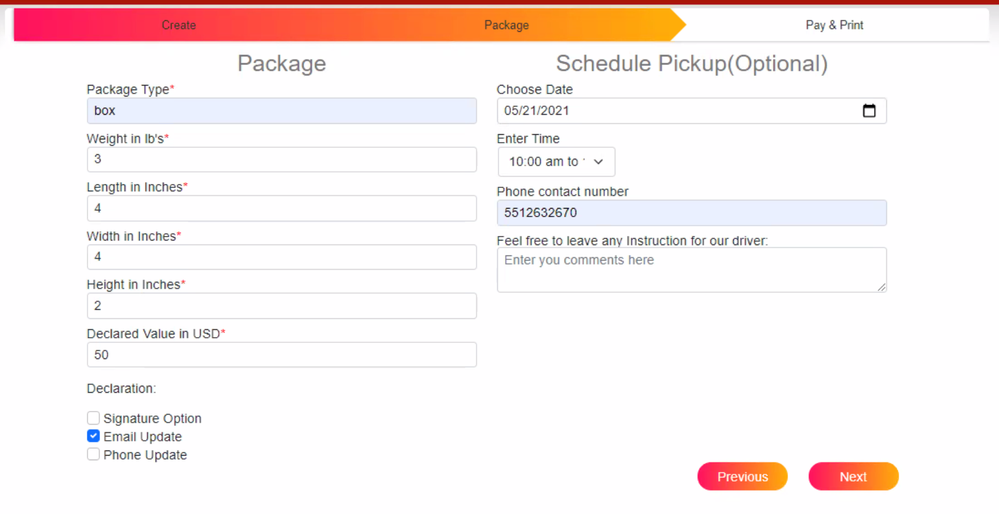 Create
Package
Pay & Print
Package
Package Type*
box
Weight in lb's*
3
Length in Inches*
4
Width in Inches*
4
Height in Inches*
2
Declared Value in USD*
50
Declaration:
Signature Option
Email Update
Phone Update
Schedule Pickup(Optional)
Choose Date
05/21/2021
Enter Time
10:00 am to
Phone contact number
5512632670
Feel free to leave any Instruction for our driver:
Enter you comments here
Previous
Next